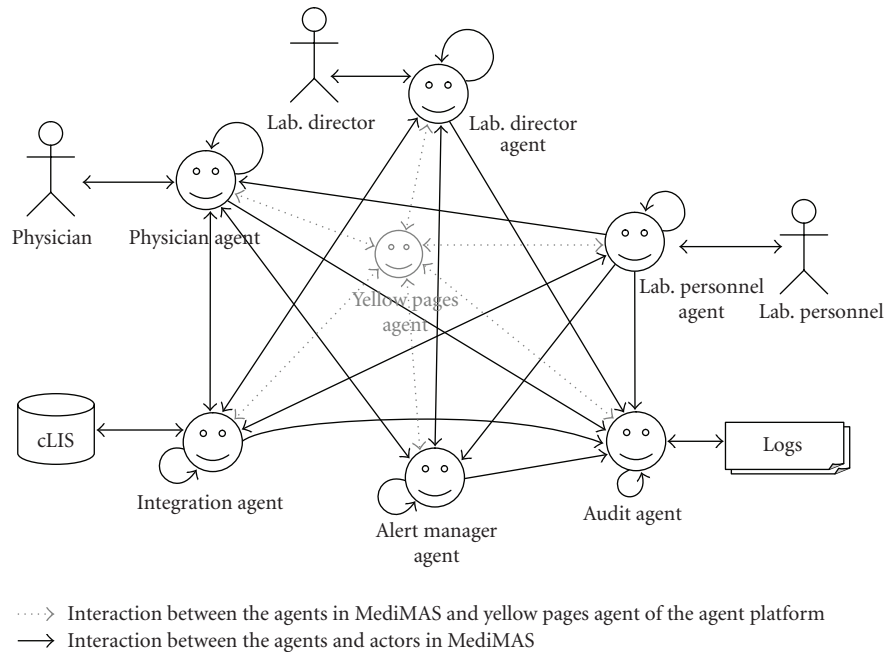 Lab. director
Lab. director
agent
Physician
Physician agent
Yellow pages
agent
Lab. personnel
agent
Lab. personnel
cLIS
Integration agent
Alert manager
agent
Audit agent
Logs
Interaction between the agents in MediMAS and yellow pages agent of the agent platform
Interaction between the agents and actors in MediMAS